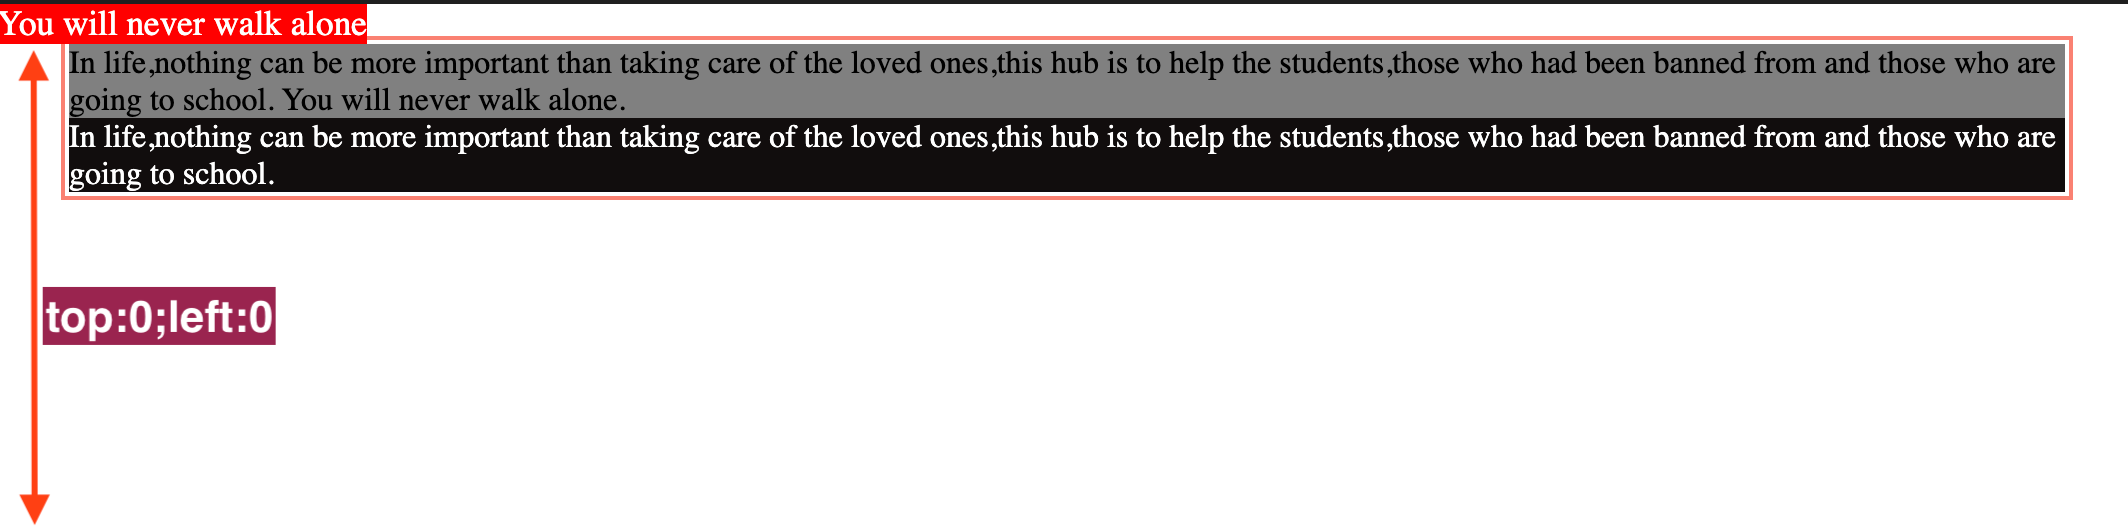 You will never walk alone
In life,nothing can be more important than taking care of the loved ones,this hub is to help the students,those who had been banned from and those who are
going to school. You will never walk alone.
In life,nothing can be more important than taking care of the loved ones,this hub is to help the students,those who had been banned from and those who are
going to school.
top:0;left:0